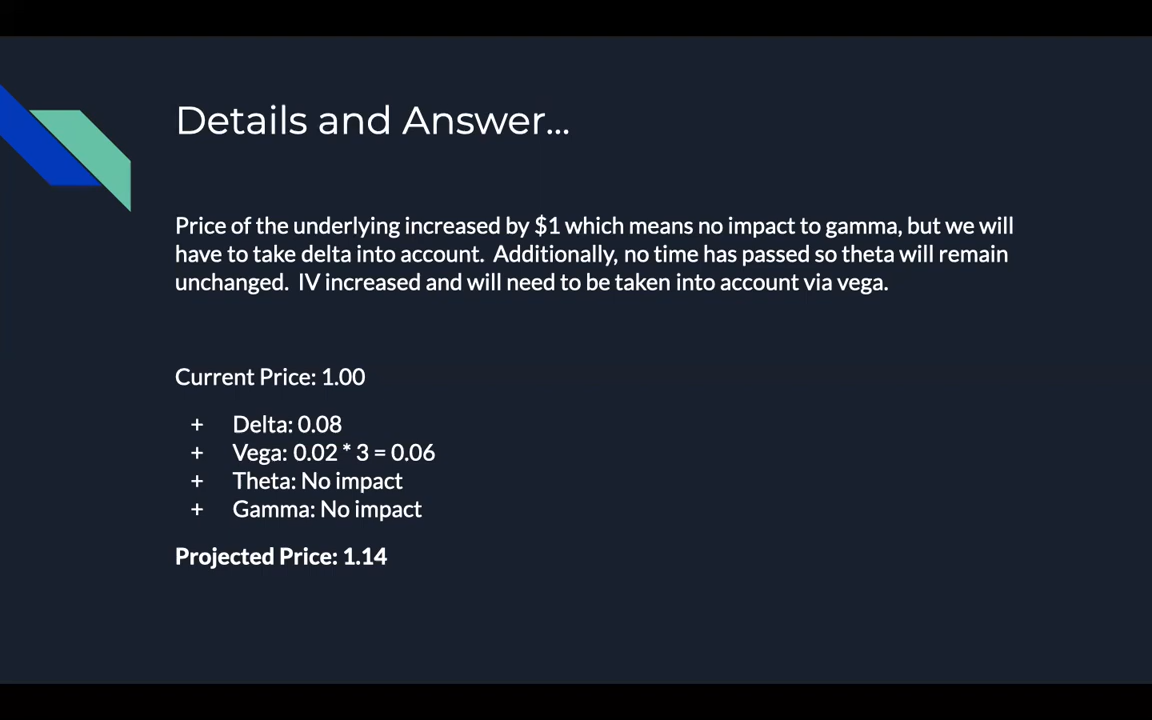 Details and Answer...
Price of the underlying increased by $1 which means no impact to gamma, but we will
have to take delta into account.  Additionally, no time has passed so theta will remain
unchanged.  IV increased and will need to be taken into account via vega.
Current Price: 1.00
+ Delta: 0.08
+ Vega: 0.02 * 3 = 0.06
+ Theta: No impact
+ Gamma: No impact
Projected Price: 1.14